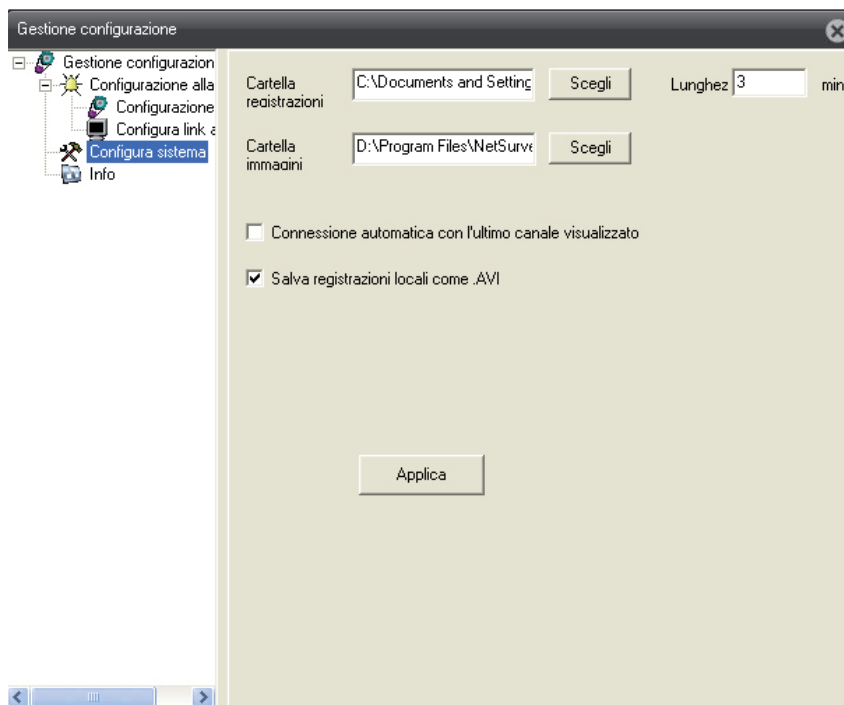 Gestione configurazione
Gestione configurazion
Configurazione alla
Configurazione
Configura link a
Configura sistema
Info
Cartella
registrazioni
C:\Documents and Setting
Scegli
Lunghez
3
min
Cartella
immagini
D:\Program Files\NetSurve
Scegli
Connessione automatica con l'ultimo canale visualizzato
Salva registrazioni locali come .AVI
Applica